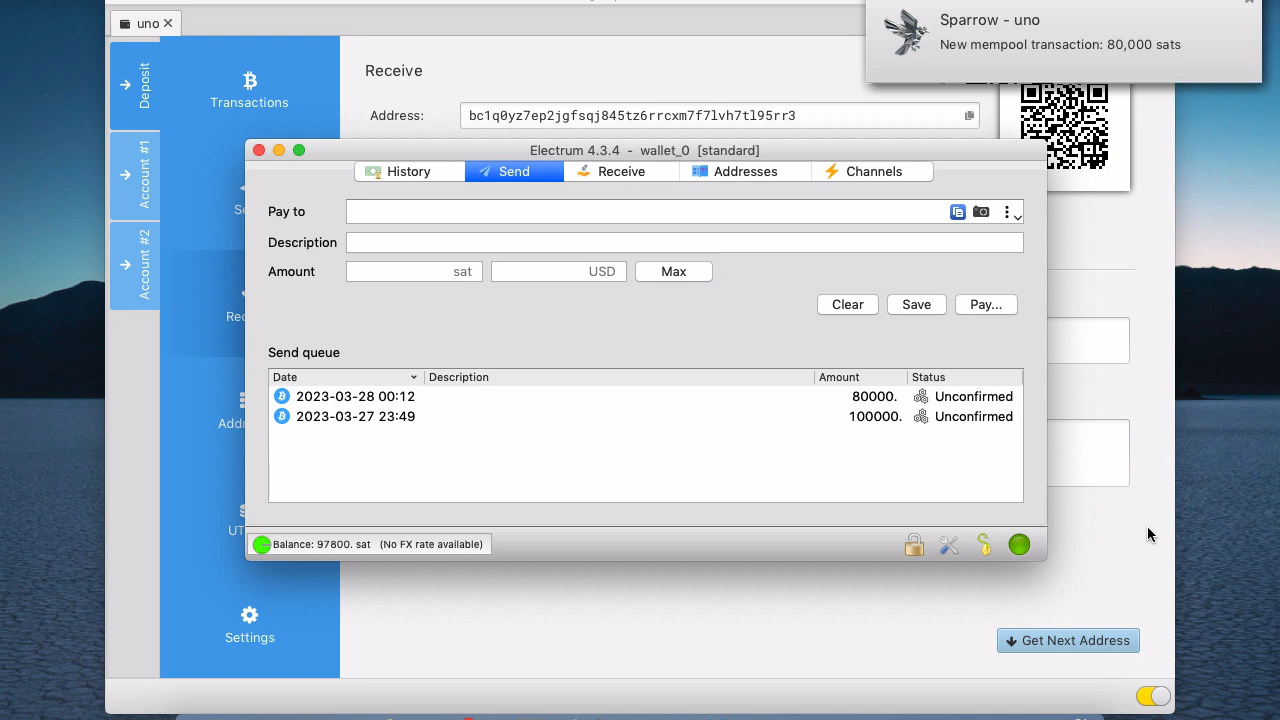 uno
Sparrow - uno
New mempool transaction: 80,000 sats
Deposit
Account #1
Account #2
Transactions
Receive
Address:
bc1q0yz7ep2jgfsqj845tz6rrcxm7f7lvh7tl95rr3
Electrum 4.3.4 - wallet_0 [standard]
History
Send
Receive
Addresses
Channels
Pay to
Description
Amount
sat
USD
Max
Clear
Save
Pay...
Send queue
Date
Description
Amount
Status
2023-03-28 00:12
80000.
Unconfirmed
2023-03-27 23:49
100000.
Unconfirmed
Balance: 97800. sat (No FX rate available)
Settings
Get Next Address